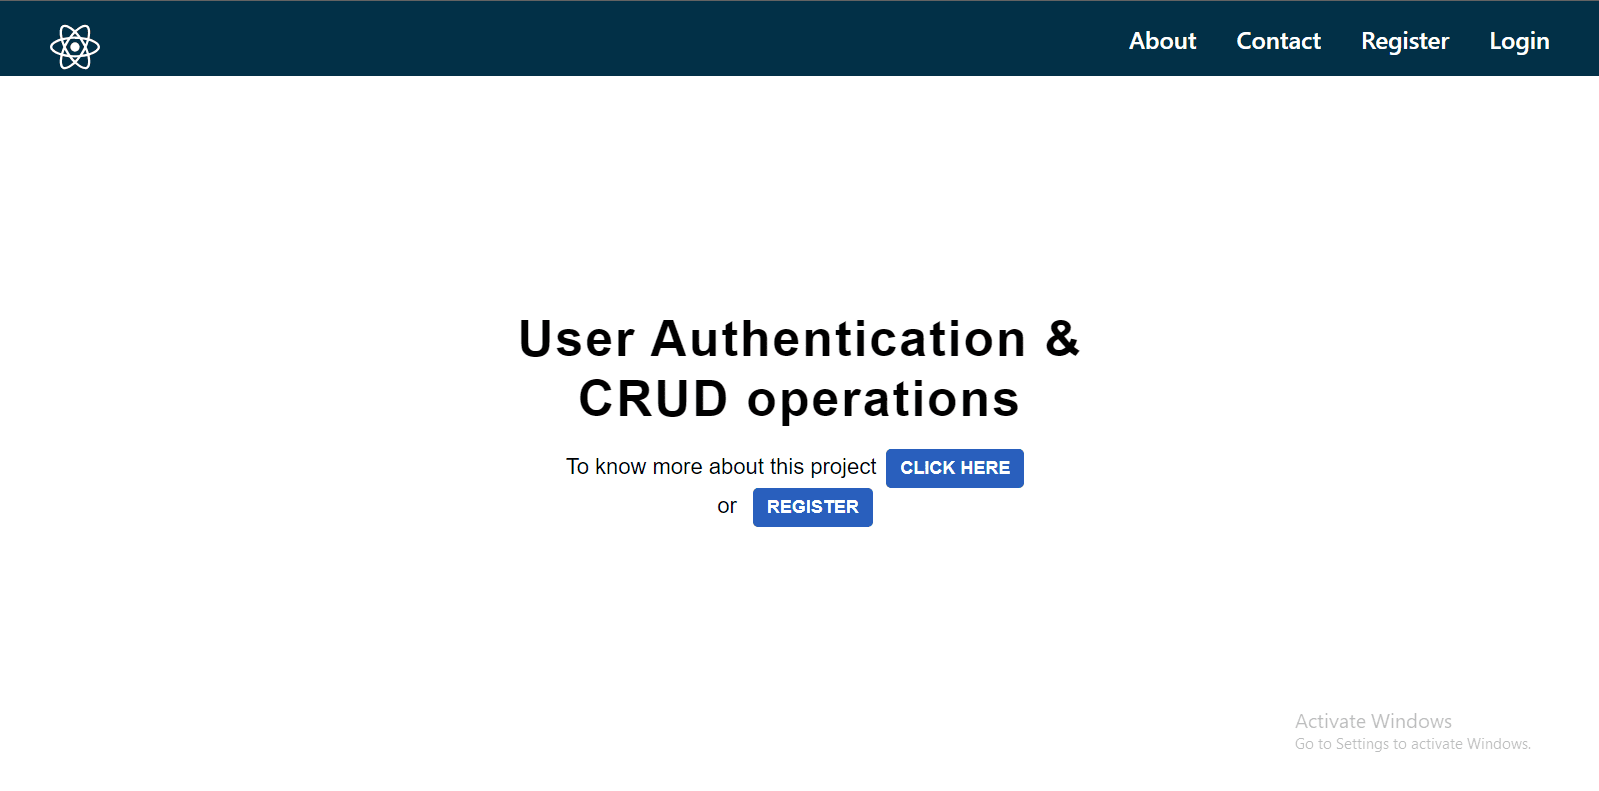 About Contact Register Login
User Authentication &
CRUD operations
To know more about this project CLICK HERE
or REGISTER
Activate Windows
Go to Settings to activate Windows.